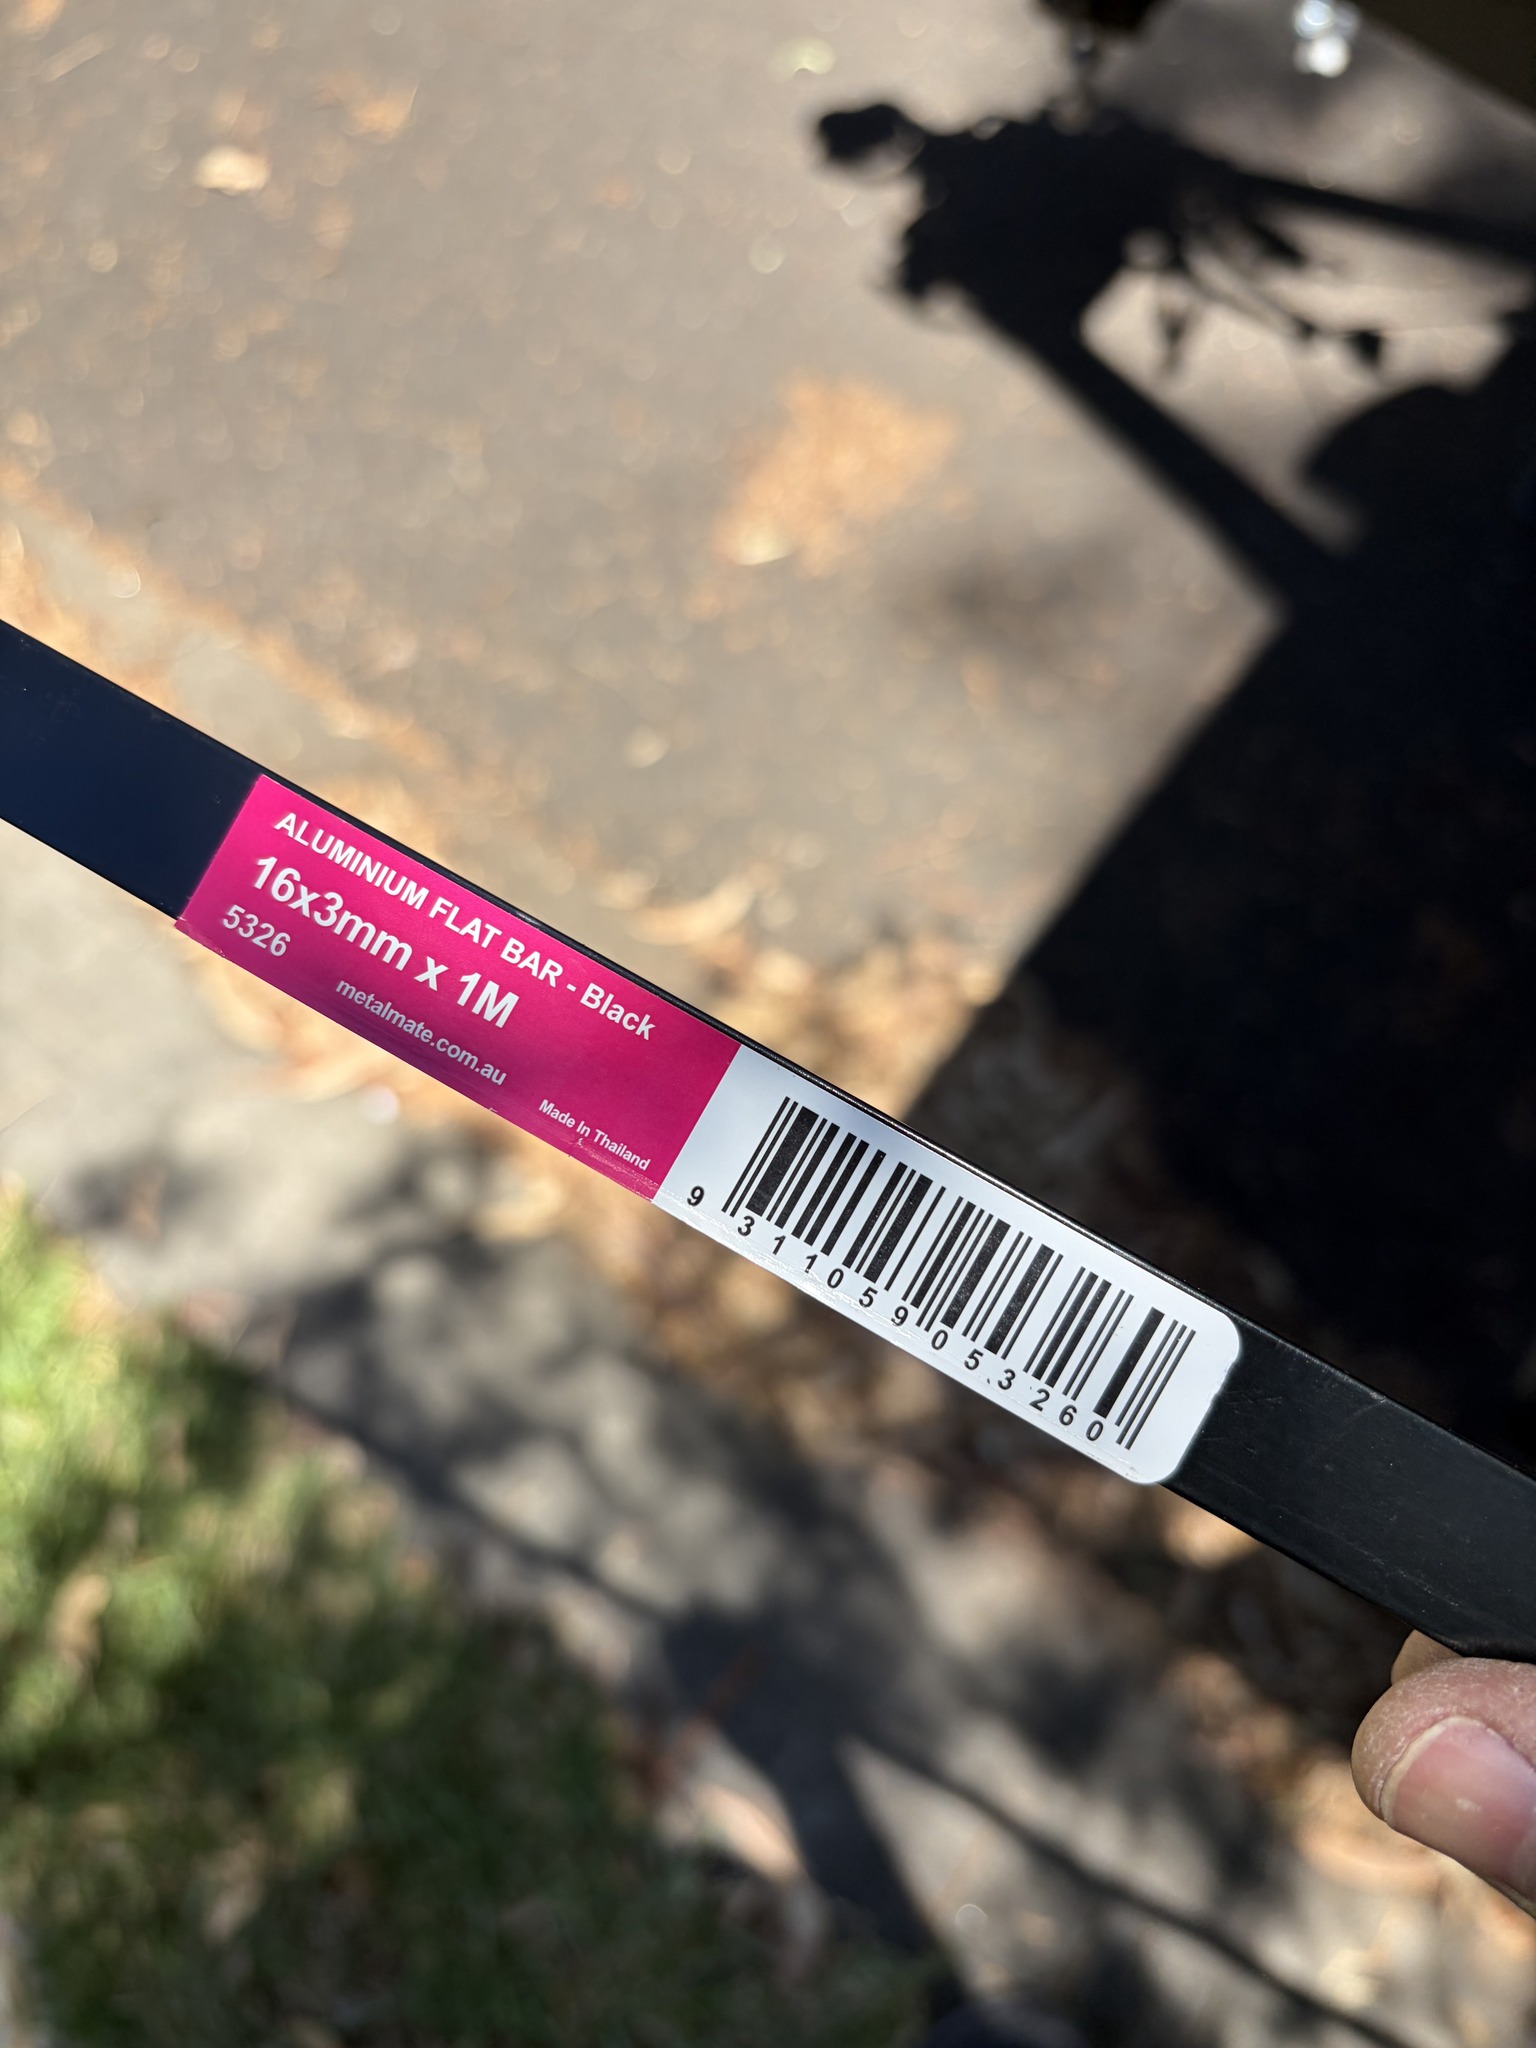 ALUMINIUM FLAT BAR - Black
16x3mm x 1M
5326
metalmate.com.au
Made In Thailand
9 311059 053260